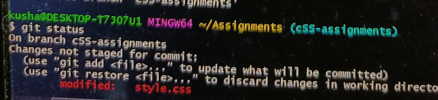 kusha@DESKTOP-T7J07U1 MINGW64 ~/Assignments (cSS-assignments)
$ git status
On branch cSS-assignments
Changes not staged for commit:
(use "git add <file>..." to update what will be committed)
(use "git restore <file>..." to discard changes in working directo
modified: style.css